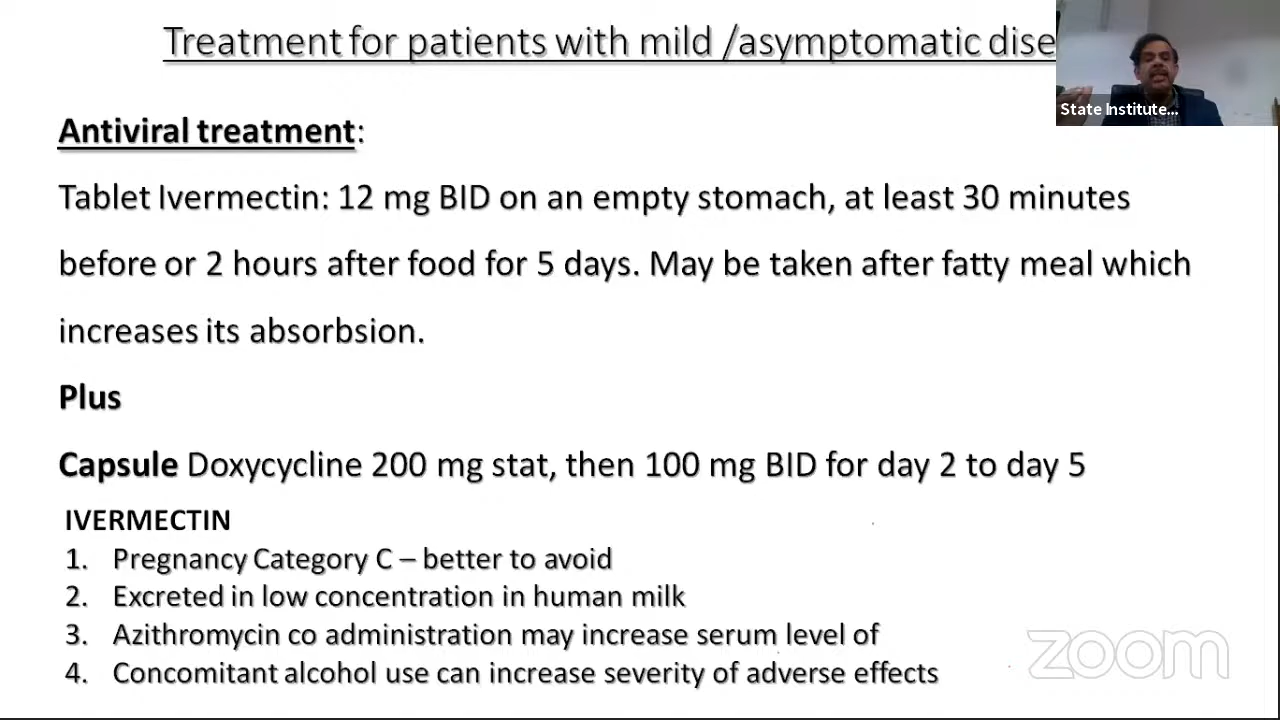 Treatment for patients with mild /asymptomatic dise
State Institute...
Antiviral treatment:
Tablet Ivermectin: 12 mg BID on an empty stomach, at least 30 minutes
before or 2 hours after food for 5 days. May be taken after fatty meal which
increases its absorbsion.
Plus
Capsule Doxycycline 200 mg stat, then 100 mg BID for day 2 to day 5
IVERMECTIN
1. Pregnancy Category C – better to avoid
2. Excreted in low concentration in human milk
3. Azithromycin co administration may increase serum level of
4. Concomitant alcohol use can increase severity of adverse effects
zoom